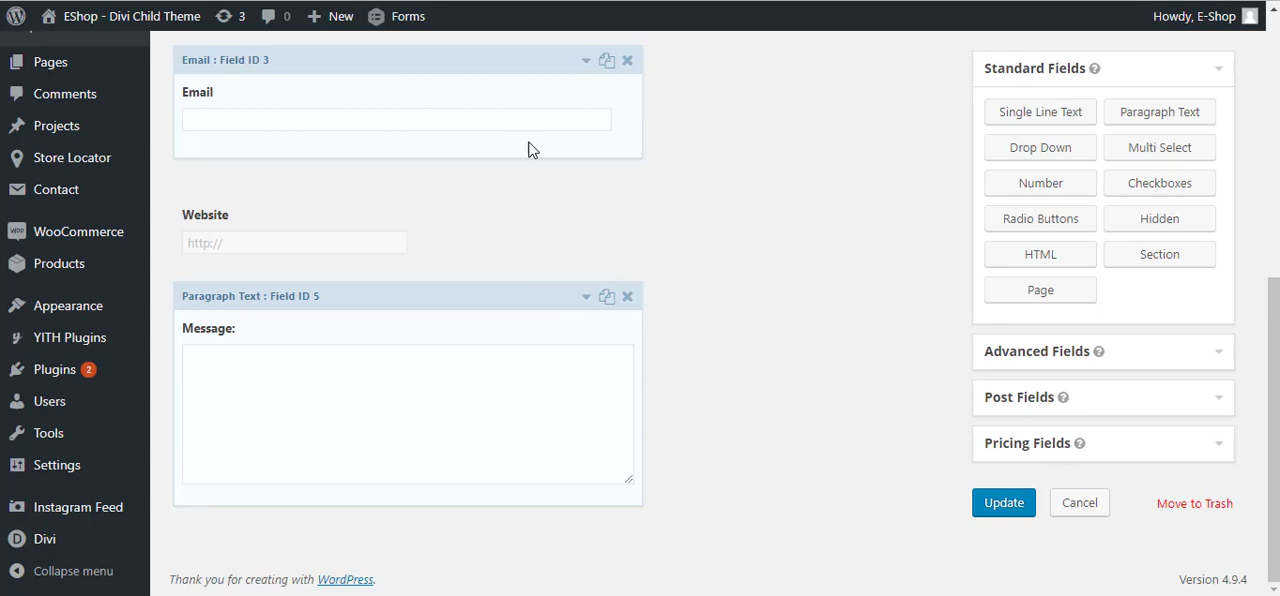 EShop - Divi Child Theme 3 0 New Forms Howdy, E-Shop
Pages
Comments
Projects
Store Locator
Contact
WooCommerce
Products
Appearance
YITH Plugins
Plugins 2
Users
Tools
Settings
Instagram Feed
Divi
Collapse menu
Email : Field ID 3
Email
Website
http://
Paragraph Text : Field ID 5
Message:
Standard Fields
Single Line Text Paragraph Text
Drop Down Multi Select
Number Checkboxes
Radio Buttons Hidden
HTML Section
Page
Advanced Fields
Post Fields
Pricing Fields
Update Cancel Move to Trash
Thank you for creating with WordPress. Version 4.9.4